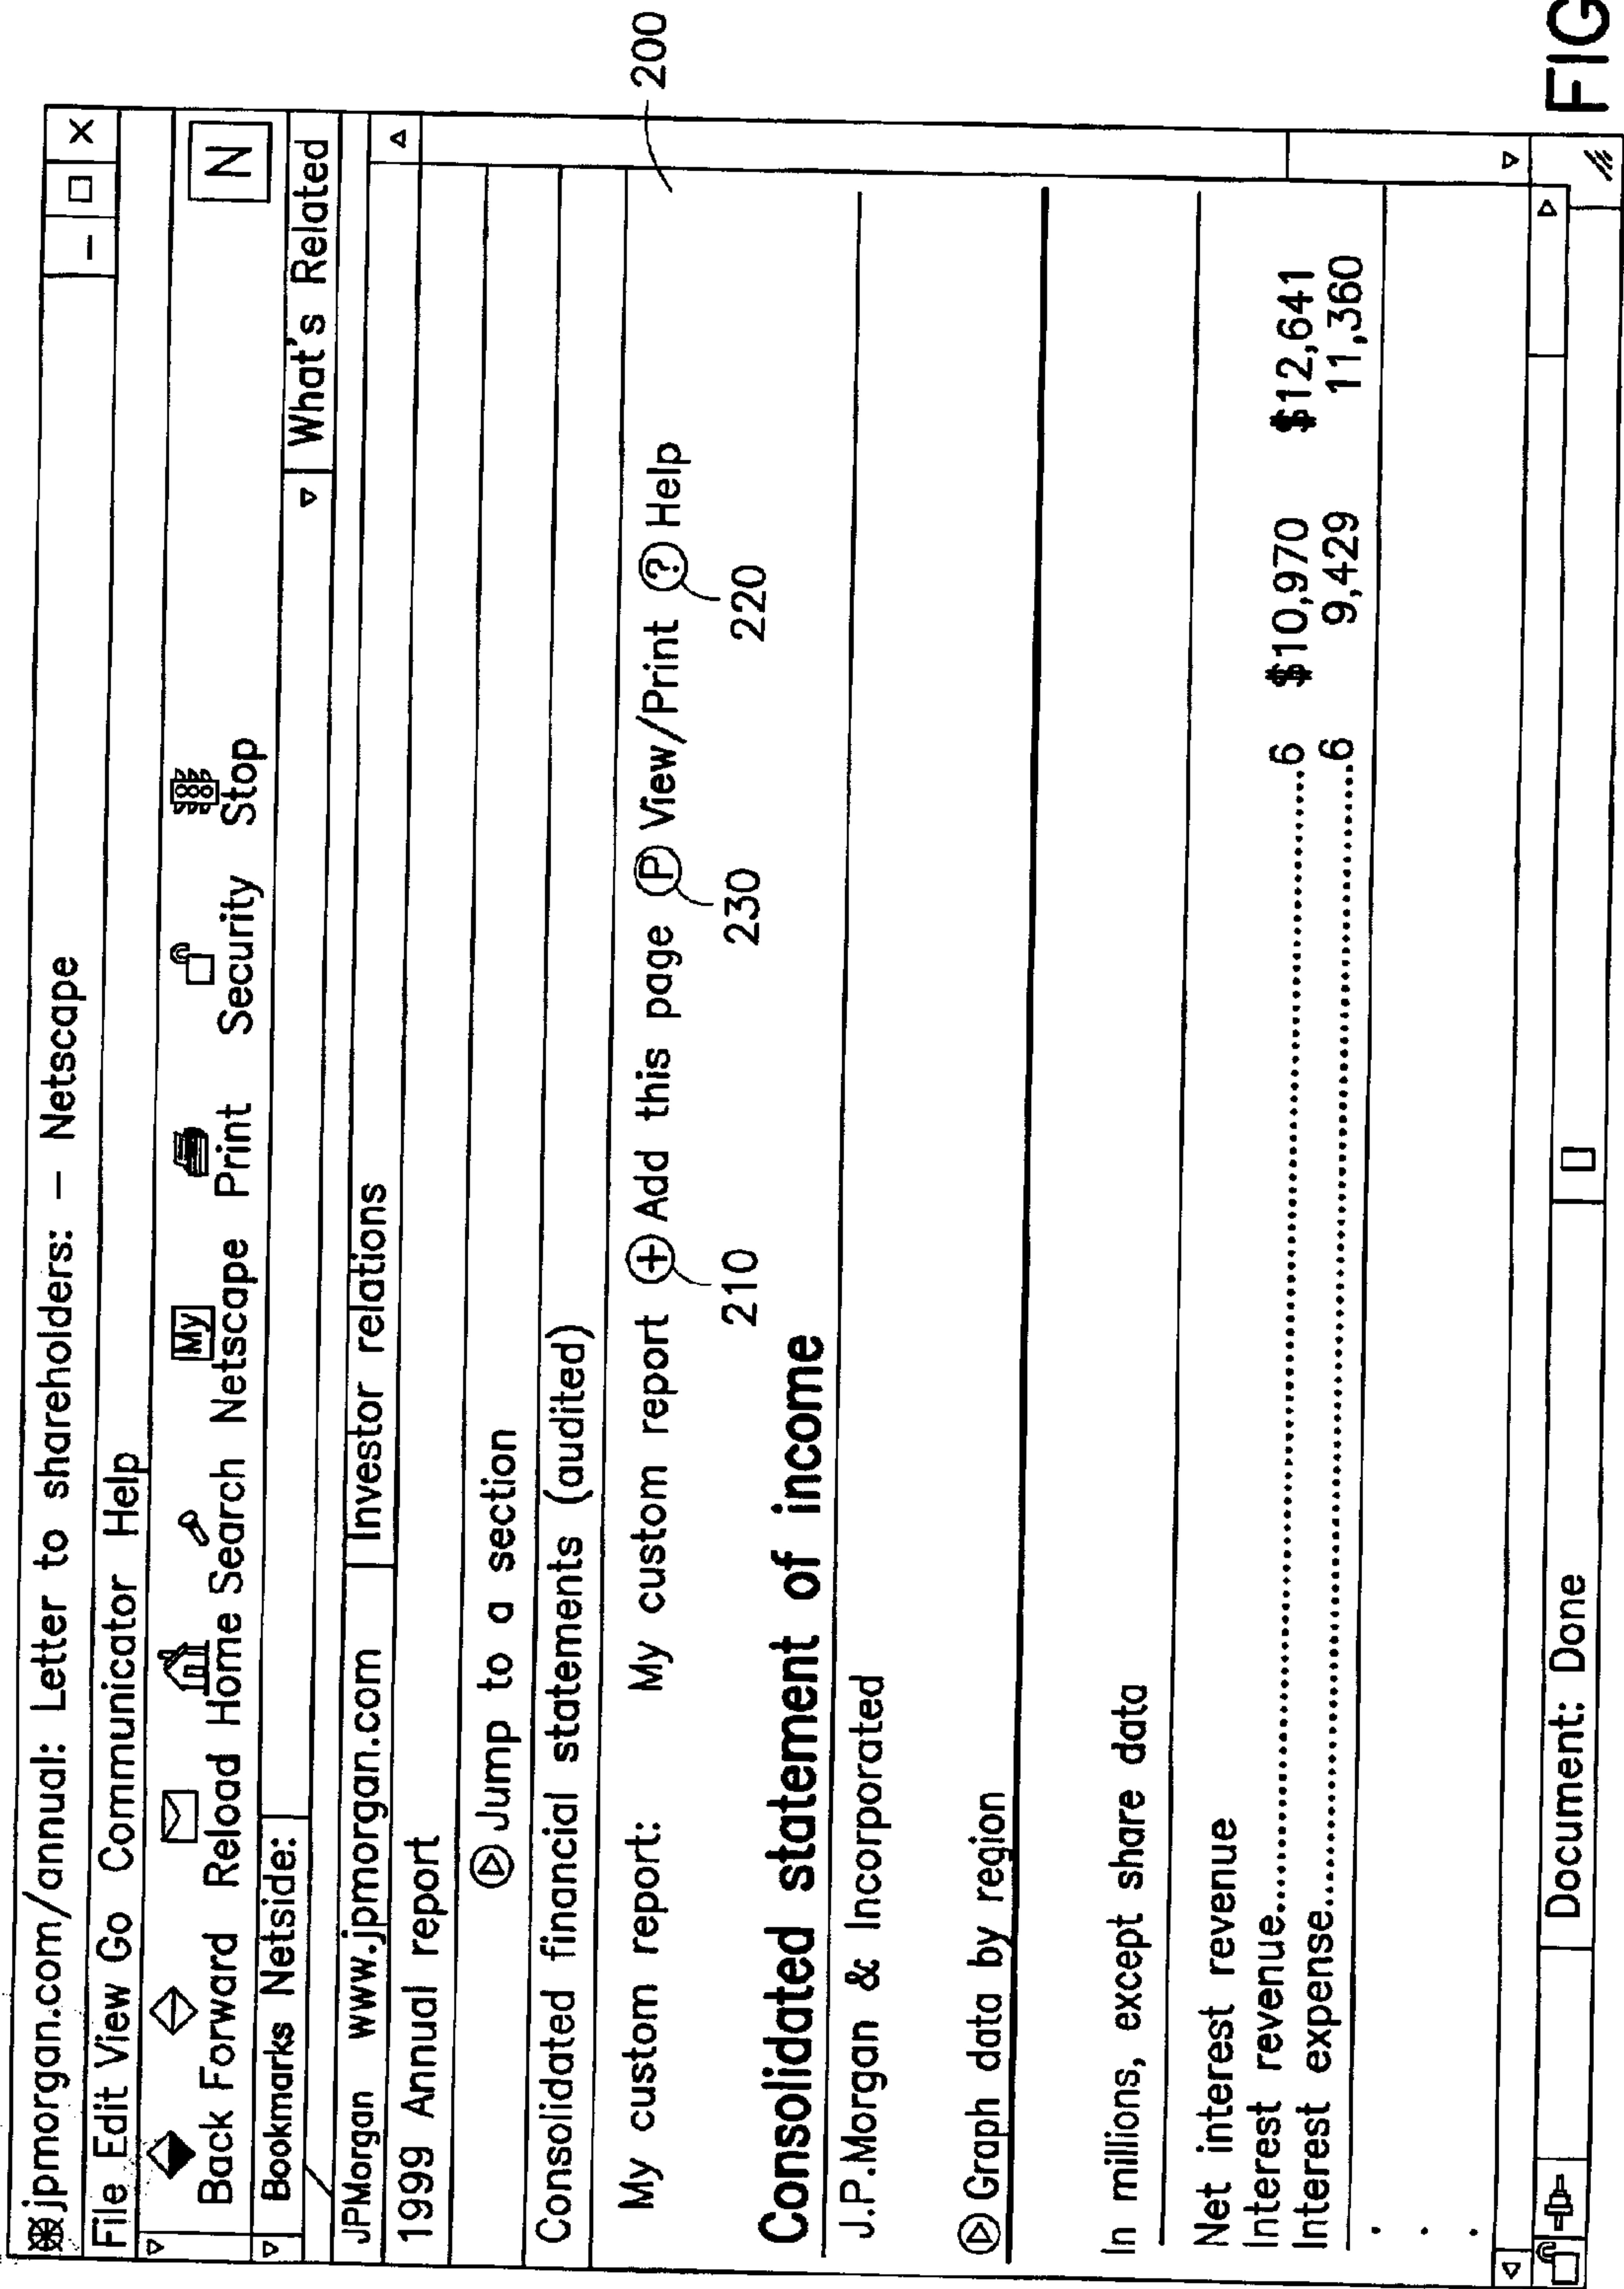 jpmorgan.com/annual: Letter to shareholders: – Netscape
– □ X
File Edit View Go Communicator Help
My N
Back Forward Reload Home Search Netscape Print Security Stop
Bookmarks Netside: What's Related
JPMorgan www.jpmorgan.com Investor relations
1999 Annual report
Jump to a section
Consolidated financial statements (audited)
200
My custom report: My custom report + Add this page P View/Print ? Help
210 230 220
Consolidated statement of income
J.P.Morgan & Incorporated
Graph data by region
In millions, except share data
Net interest revenue
Interest revenue..........6 $10,970 $12,641
Interest expense..........6 9,429 11,360
.
.
.
Document: Done
FIG